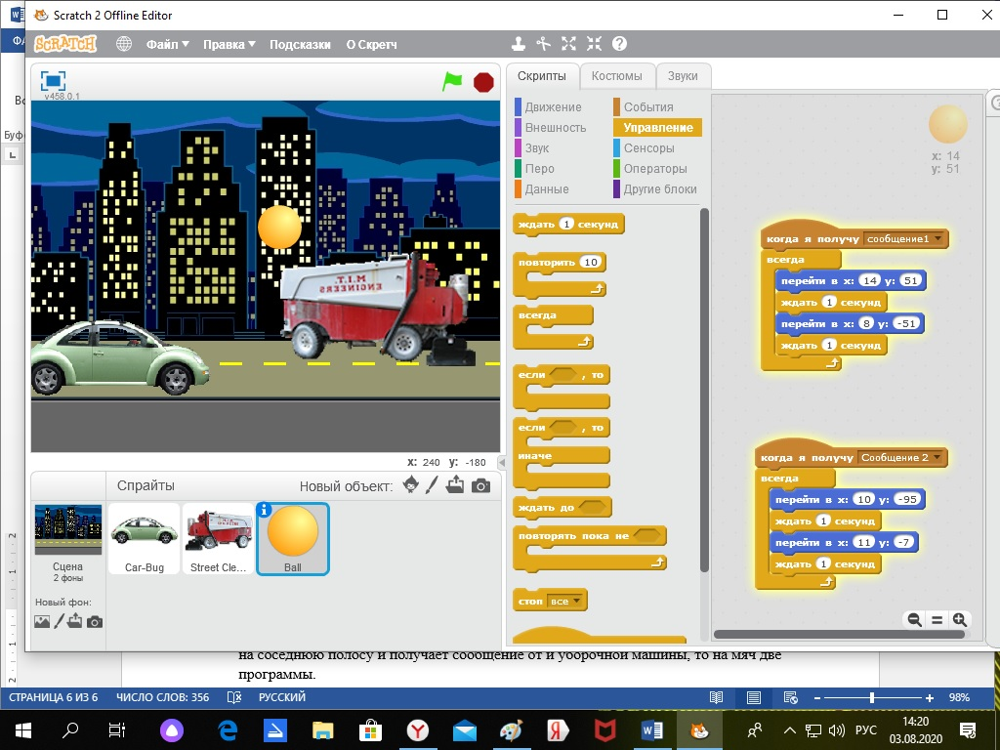 Scratch 2 Offline Editor
SCRATCH
Файл
Правка
Подсказки
О Скретч
v458.0.1
M.I.T.
ENGINEERS
x: 240 y: -180
Спрайты
Новый объект:
Сцена
2 фоны
Новый фон:
Car-Bug
Street Cle...
Ball
Скрипты
Костюмы
Звуки
Движение
События
Внешность
Управление
Звук
Сенсоры
Перо
Операторы
Данные
Другие блоки
ждать 1 секунд
повторить 10
всегда
если , то
если , то
иначе
ждать до
повторять пока не
стоп все
x: 14
y: 51
когда я получу сообщение1
всегда
перейти в x: 14 y: 51
ждать 1 секунд
перейти в x: 8 y: -51
ждать 1 секунд
когда я получу Сообщение 2
всегда
перейти в x: 10 y: -95
ждать 1 секунд
перейти в x: 11 y: -7
ждать 1 секунд
на соседнюю полосу и получает сообщение от и уборочной машины, то на мяч две
программы.
СТРАНИЦА 6 ИЗ 6
ЧИСЛО СЛОВ: 356
РУССКИЙ
98%
РУС
14:20
03.08.2020